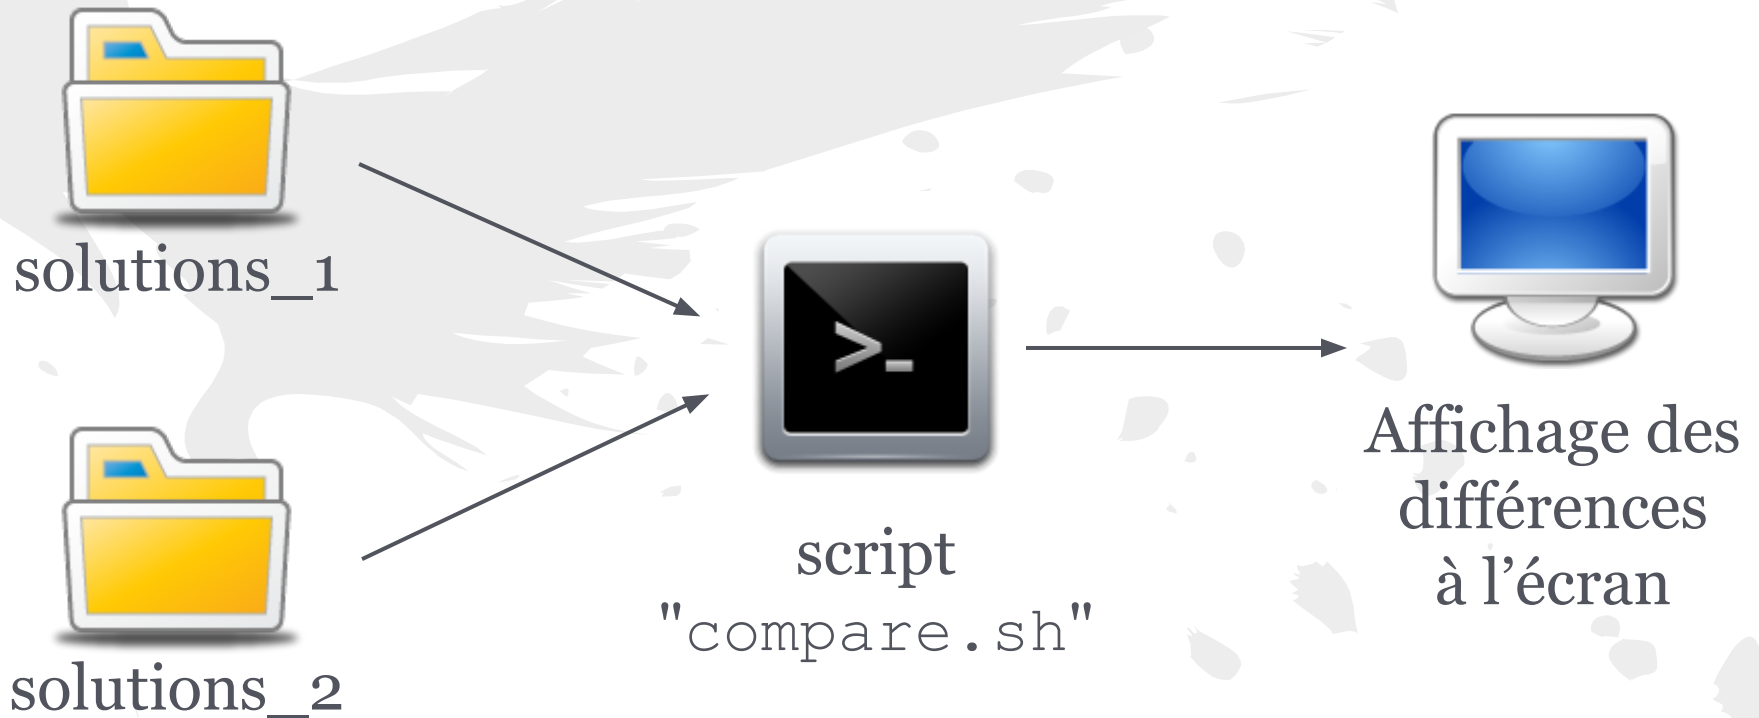 solutions_1
solutions_2
>_
script
"compare.sh"
Affichage des
différences
à l’écran